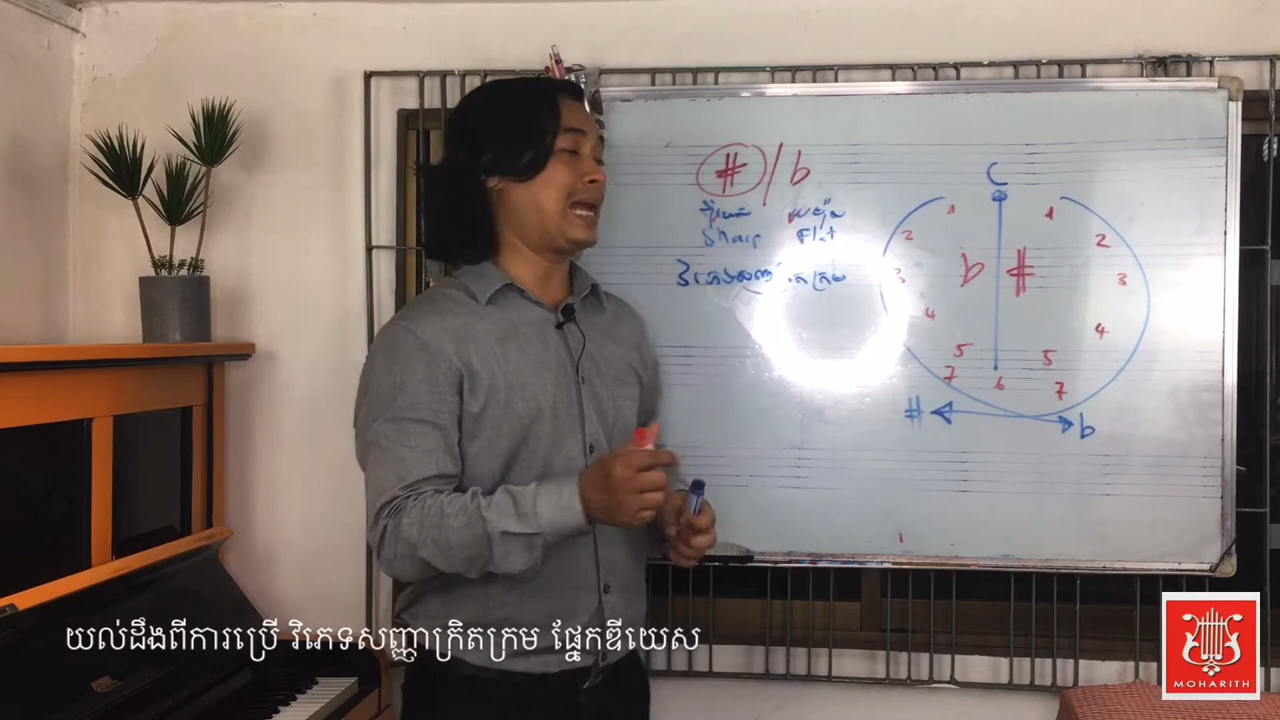 # / b
Sharp Flat
C
1 1
2 2
3 b # 3
4 4
5 5
7 6 7
# b
យល់ដឹងពីការប្រើ វិភេទសញ្ញាក្រិតក្រម ផ្នែកឌីយេស
MOHARITH